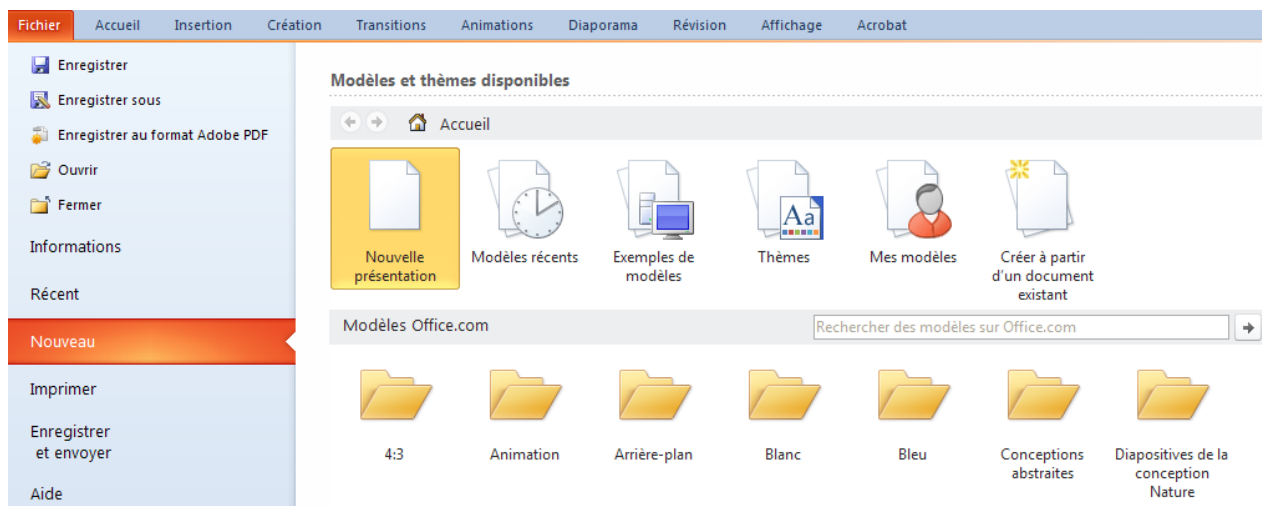 Fichier Accueil Insertion Création Transitions Animations Diaporama Révision Affichage Acrobat
Enregistrer
Enregistrer sous
Enregistrer au format Adobe PDF
Ouvrir
Fermer
Informations
Récent
Nouveau
Imprimer
Enregistrer
et envoyer
Aide
Modèles et thèmes disponibles
Accueil
Nouvelle
présentation
Modèles récents
Exemples de
modèles
Thèmes
Mes modèles
Créer à partir
d'un document
existant
Modèles Office.com
Rechercher des modèles sur Office.com
4:3
Animation
Arrière-plan
Blanc
Bleu
Conceptions
abstraites
Diapositives de la
conception
Nature
Aa